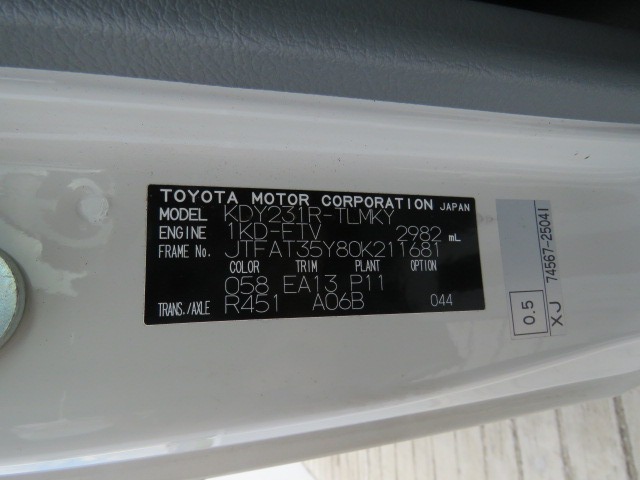 TOYOTA MOTOR CORPORATION JAPAN
MODEL KDY231R-TLMKY
ENGINE 1KD-FTV 2982 mL
FRAME No. JTFAT35Y80K211681
COLOR TRIM PLANT OPTION
058 EA13 P11
TRANS./AXLE R451 A06B 044
74567-25041
0.5
XJ